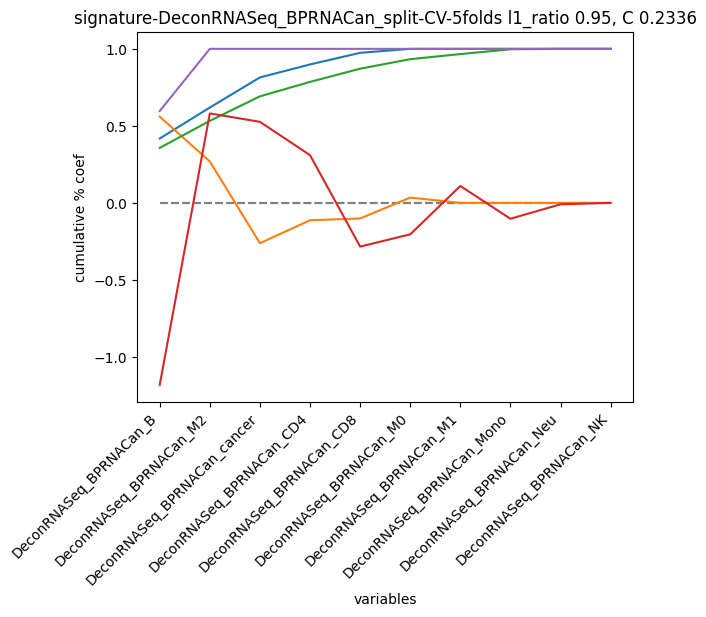 signature-DeconRNASeq_BPRNACan_split-CV-5folds l1_ratio 0.95, C 0.2336
1.0
0.5
0.0
−0.5
−1.0
cumulative % coef
DeconRNASeq_BPRNACan_B
DeconRNASeq_BPRNACan_M2
DeconRNASeq_BPRNACan_cancer
DeconRNASeq_BPRNACan_CD4
DeconRNASeq_BPRNACan_CD8
DeconRNASeq_BPRNACan_M0
DeconRNASeq_BPRNACan_M1
DeconRNASeq_BPRNACan_Mono
DeconRNASeq_BPRNACan_Neu
DeconRNASeq_BPRNACan_NK
variables